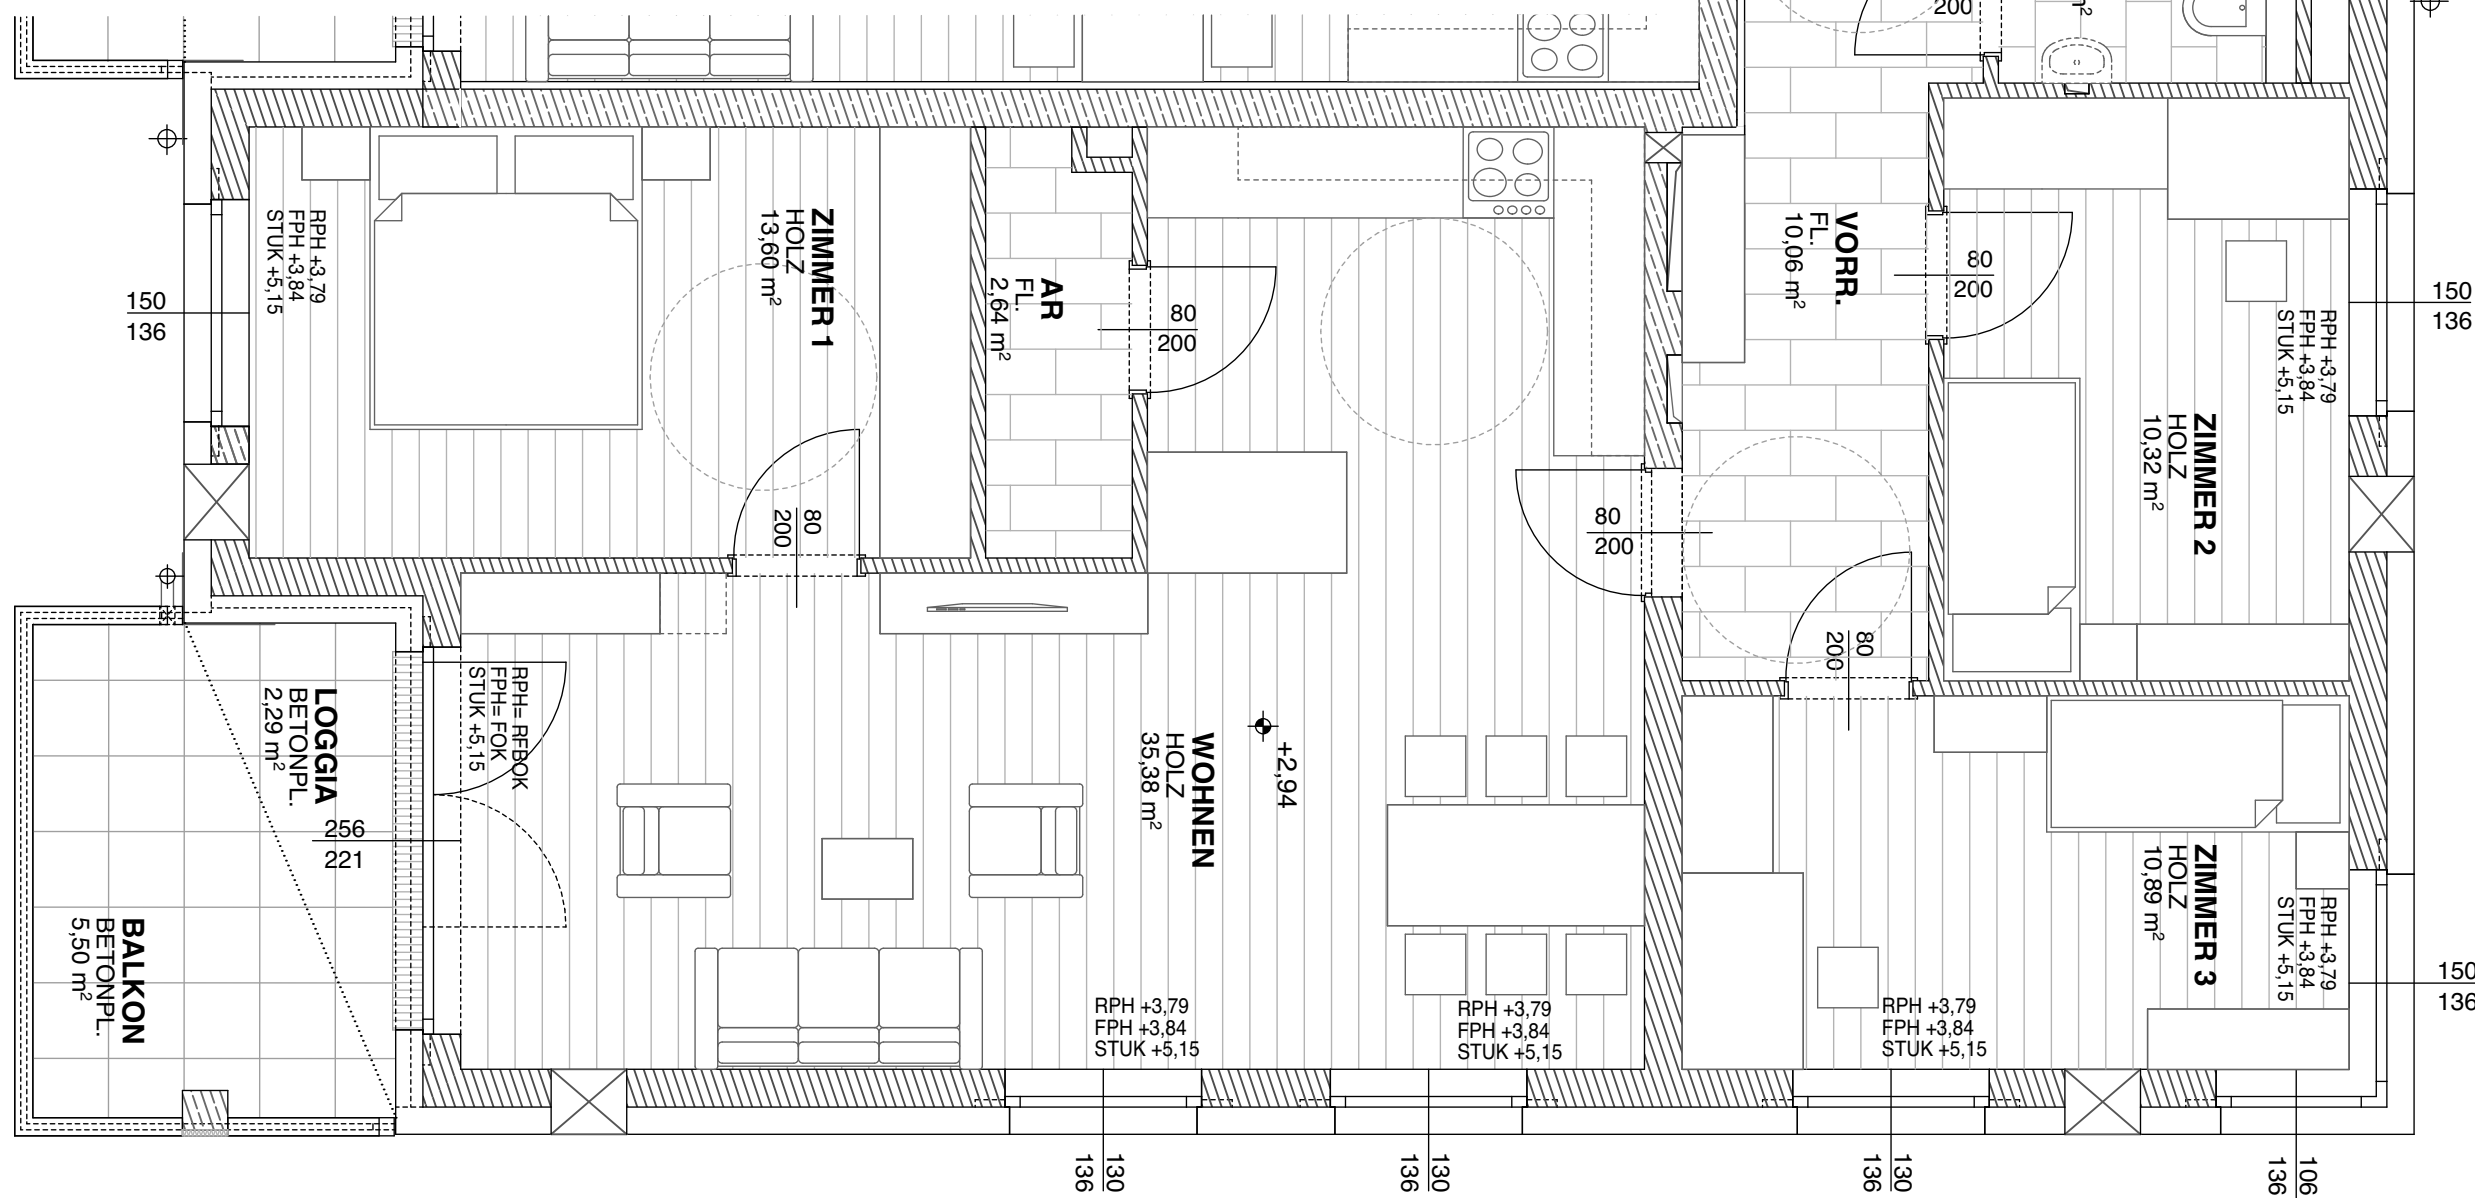 200
m²
RPH +3,79
FPH +3,84
STUK +5,15
150
136
ZIMMER 1
HOLZ
13,60 m²
80
200
AR
FL.
2,64 m²
80
200
VORR.
FL.
10,06 m²
80
200
80
200
80
200
ZIMMER 2
HOLZ
10,32 m²
RPH +3,79
FPH +3,84
STUK +5,15
150
136
LOGGIA
BETONPL.
2,29 m²
256
221
RPH= RFBOK
FPH= FOK
STUK +5,15
BALKON
BETONPL.
5,50 m²
WOHNEN
HOLZ
35,38 m²
+2,94
RPH +3,79
FPH +3,84
STUK +5,15
RPH +3,79
FPH +3,84
STUK +5,15
ZIMMER 3
HOLZ
10,89 m²
RPH +3,79
FPH +3,84
STUK +5,15
RPH +3,79
FPH +3,84
STUK +5,15
150
136
130
136
130
136
130
136
106
136